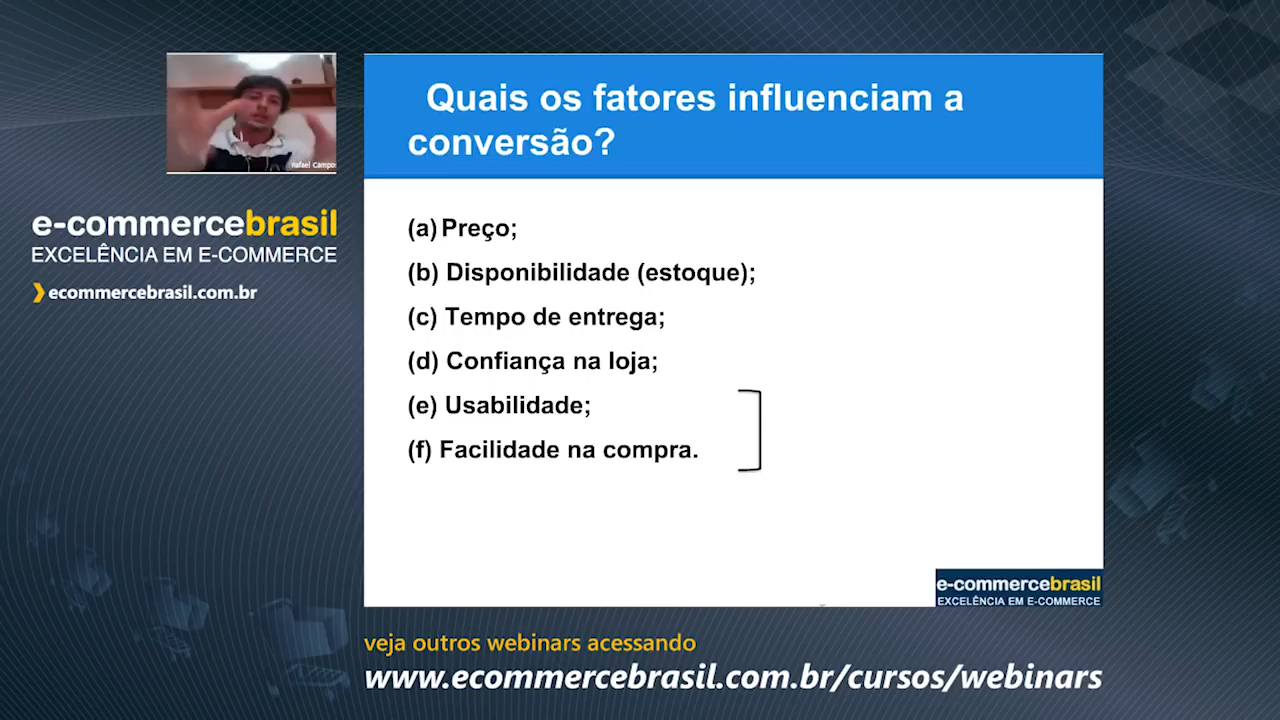 Rafael Campos
e-commercebrasil
EXCELÊNCIA EM E-COMMERCE
ecommercebrasil.com.br
Quais os fatores influenciam a
conversão?
(a) Preço;
(b) Disponibilidade (estoque);
(c) Tempo de entrega;
(d) Confiança na loja;
(e) Usabilidade;
(f) Facilidade na compra.
e-commercebrasil
EXCELÊNCIA EM E-COMMERCE
veja outros webinars acessando
www.ecommercebrasil.com.br/cursos/webinars